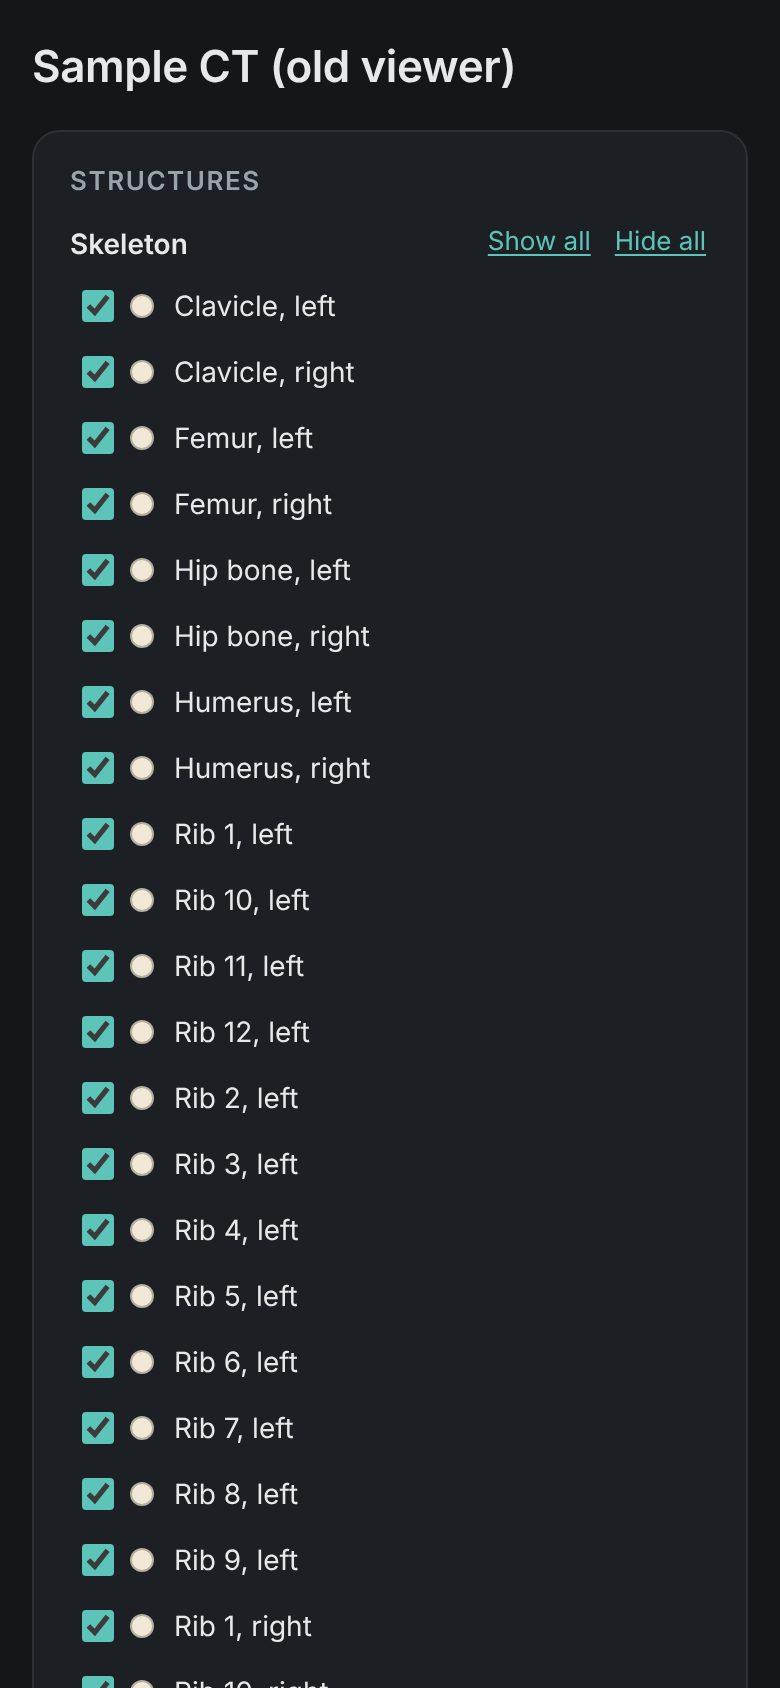 Sample CT (old viewer)
STRUCTURES
Skeleton Show all Hide all
Clavicle, left
Clavicle, right
Femur, left
Femur, right
Hip bone, left
Hip bone, right
Humerus, left
Humerus, right
Rib 1, left
Rib 10, left
Rib 11, left
Rib 12, left
Rib 2, left
Rib 3, left
Rib 4, left
Rib 5, left
Rib 6, left
Rib 7, left
Rib 8, left
Rib 9, left
Rib 1, right
Rib 10, right